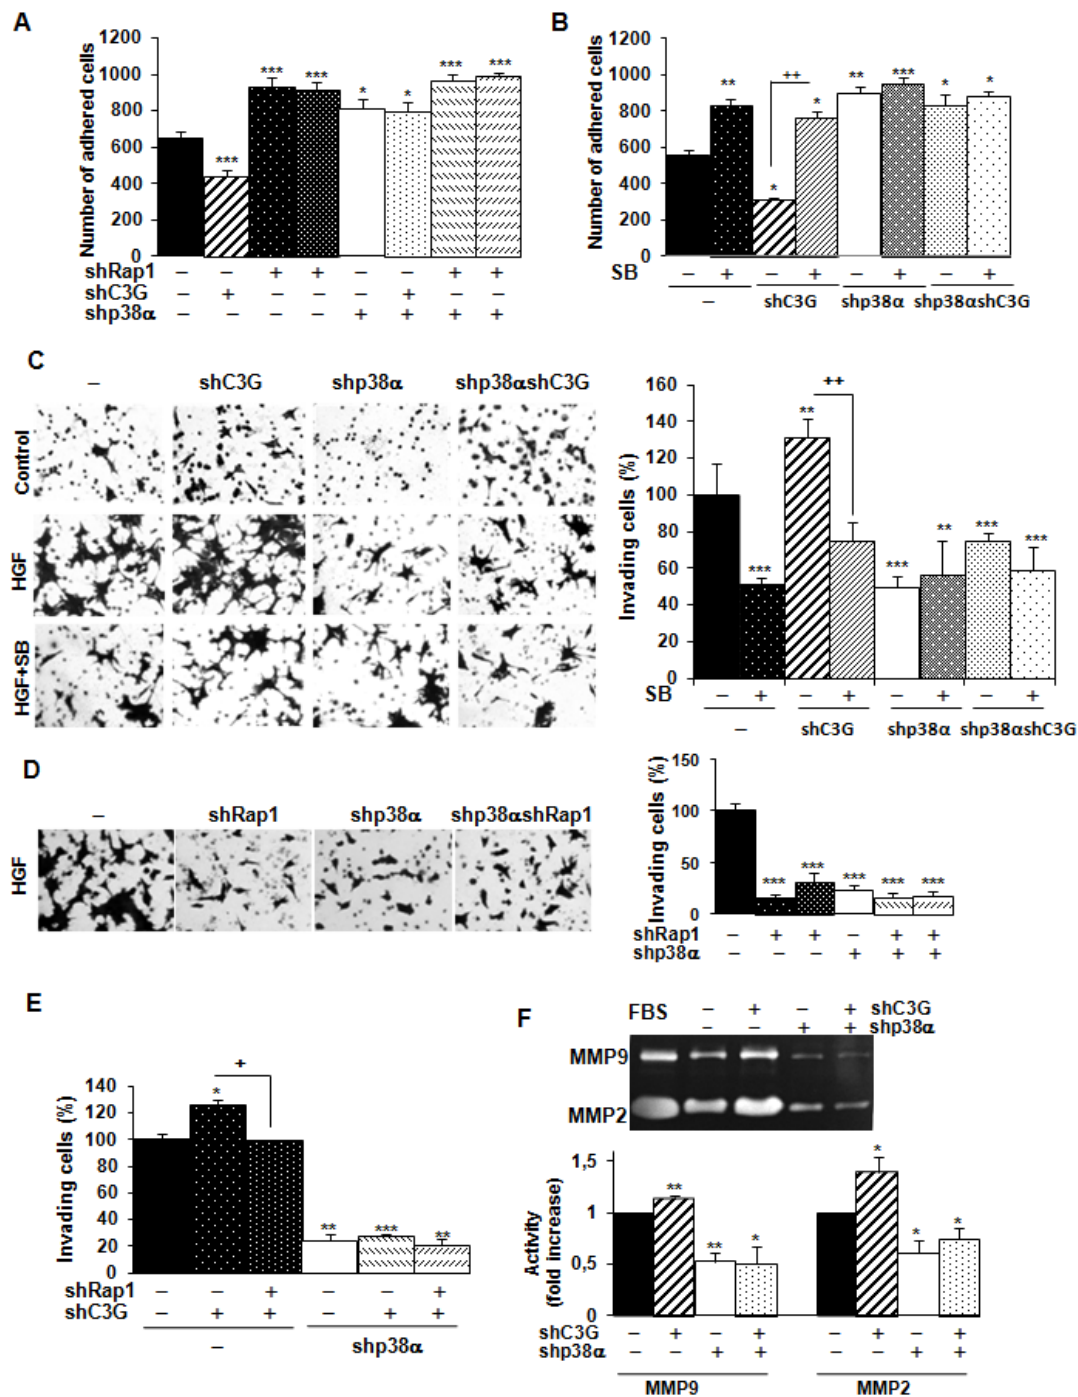 A
1200
1000
800
600
400
200
0
Number of adhered cells
***
***
***
*
*
***
***
shRap1 – – + + – – + +
shC3G – + – – – + – –
shp38α – – – – + + + +
B
1200
1000
800
600
400
200
0
Number of adhered cells
**
++
*
*
**
***
*
*
SB – + – + – + – +
– shC3G shp38α shp38αshC3G
C
– shC3G shp38α shp38αshC3G
Control
HGF
HGF+SB
160
140
120
100
80
60
40
20
0
Invading cells (%)
++
**
***
***
**
***
***
SB – + – + – + – +
– shC3G shp38α shp38αshC3G
D
– shRap1 shp38α shp38αshRap1
HGF
150
100
50
0
Invading cells (%)
*** *** *** *** ***
shRap1 – + + – + +
shp38α – – – + + +
E
140
120
100
80
60
40
20
0
Invading cells (%)
+
*
** *** **
shRap1 – – + – – +
shC3G – + + – + +
– shp38α
F
FBS – + – + shC3G
– – + + shp38α
MMP9
MMP2
1,5
1
0,5
0
Activity
(fold increase)
**
**
*
*
*
*
shC3G – + – + – + – +
shp38α – – + + – – + +
MMP9 MMP2